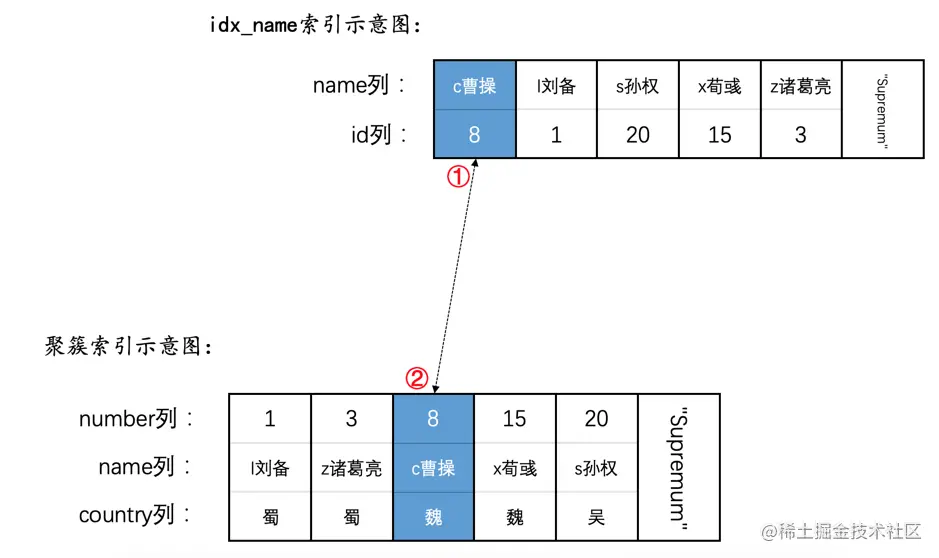 idx_name索引示意图：
name列： c曹操 l刘备 s孙权 x荀彧 z诸葛亮 "Supremum"
id列： 8 1 20 15 3
①
聚簇索引示意图：
②
number列： 1 3 8 15 20 "Supremum"
name列： l刘备 z诸葛亮 c曹操 x荀彧 s孙权
country列： 蜀 蜀 魏 魏 吴
@稀土掘金技术社区